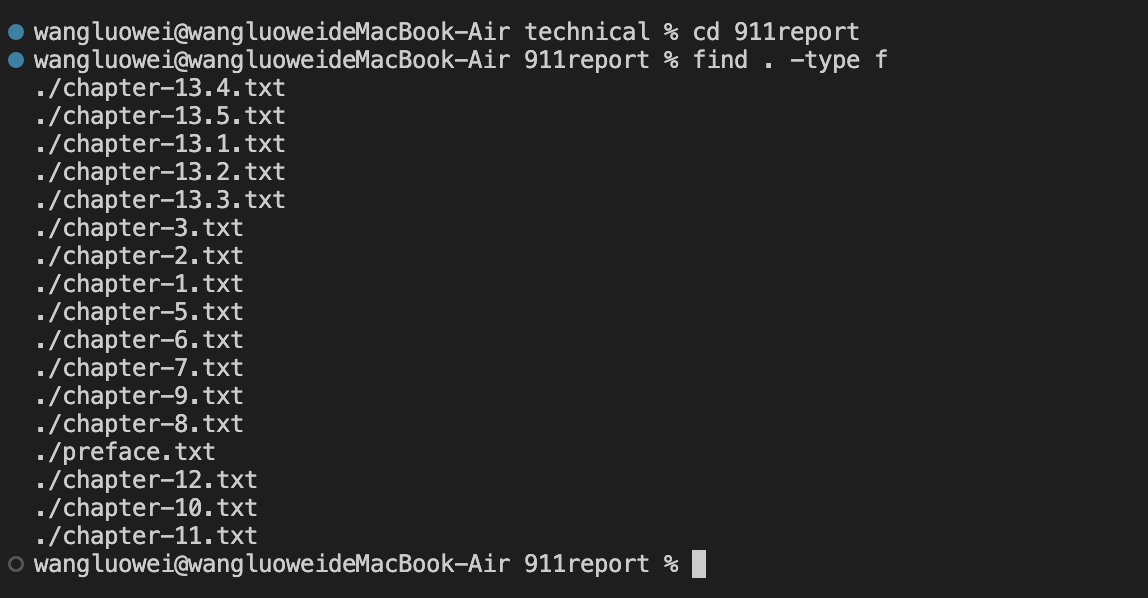 wangluowei@wangluoweideMacBook-Air technical % cd 911report
wangluowei@wangluoweideMacBook-Air 911report % find . -type f
./chapter-13.4.txt
./chapter-13.5.txt
./chapter-13.1.txt
./chapter-13.2.txt
./chapter-13.3.txt
./chapter-3.txt
./chapter-2.txt
./chapter-1.txt
./chapter-5.txt
./chapter-6.txt
./chapter-7.txt
./chapter-9.txt
./chapter-8.txt
./preface.txt
./chapter-12.txt
./chapter-10.txt
./chapter-11.txt
wangluowei@wangluoweideMacBook-Air 911report %